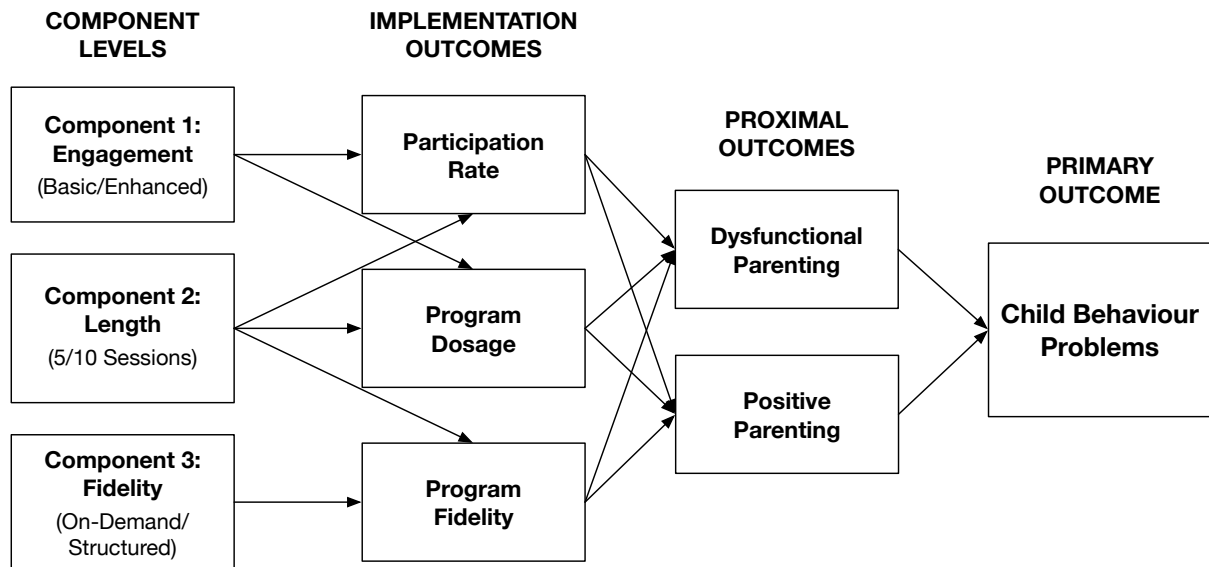 COMPONENT
LEVELS
IMPLEMENTATION
OUTCOMES
PROXIMAL
OUTCOMES
PRIMARY
OUTCOME
Component 1:
Engagement
(Basic/Enhanced)
Component 2:
Length
(5/10 Sessions)
Component 3:
Fidelity
(On-Demand/
Structured)
Participation
Rate
Program
Dosage
Program
Fidelity
Dysfunctional
Parenting
Positive
Parenting
Child Behaviour
Problems